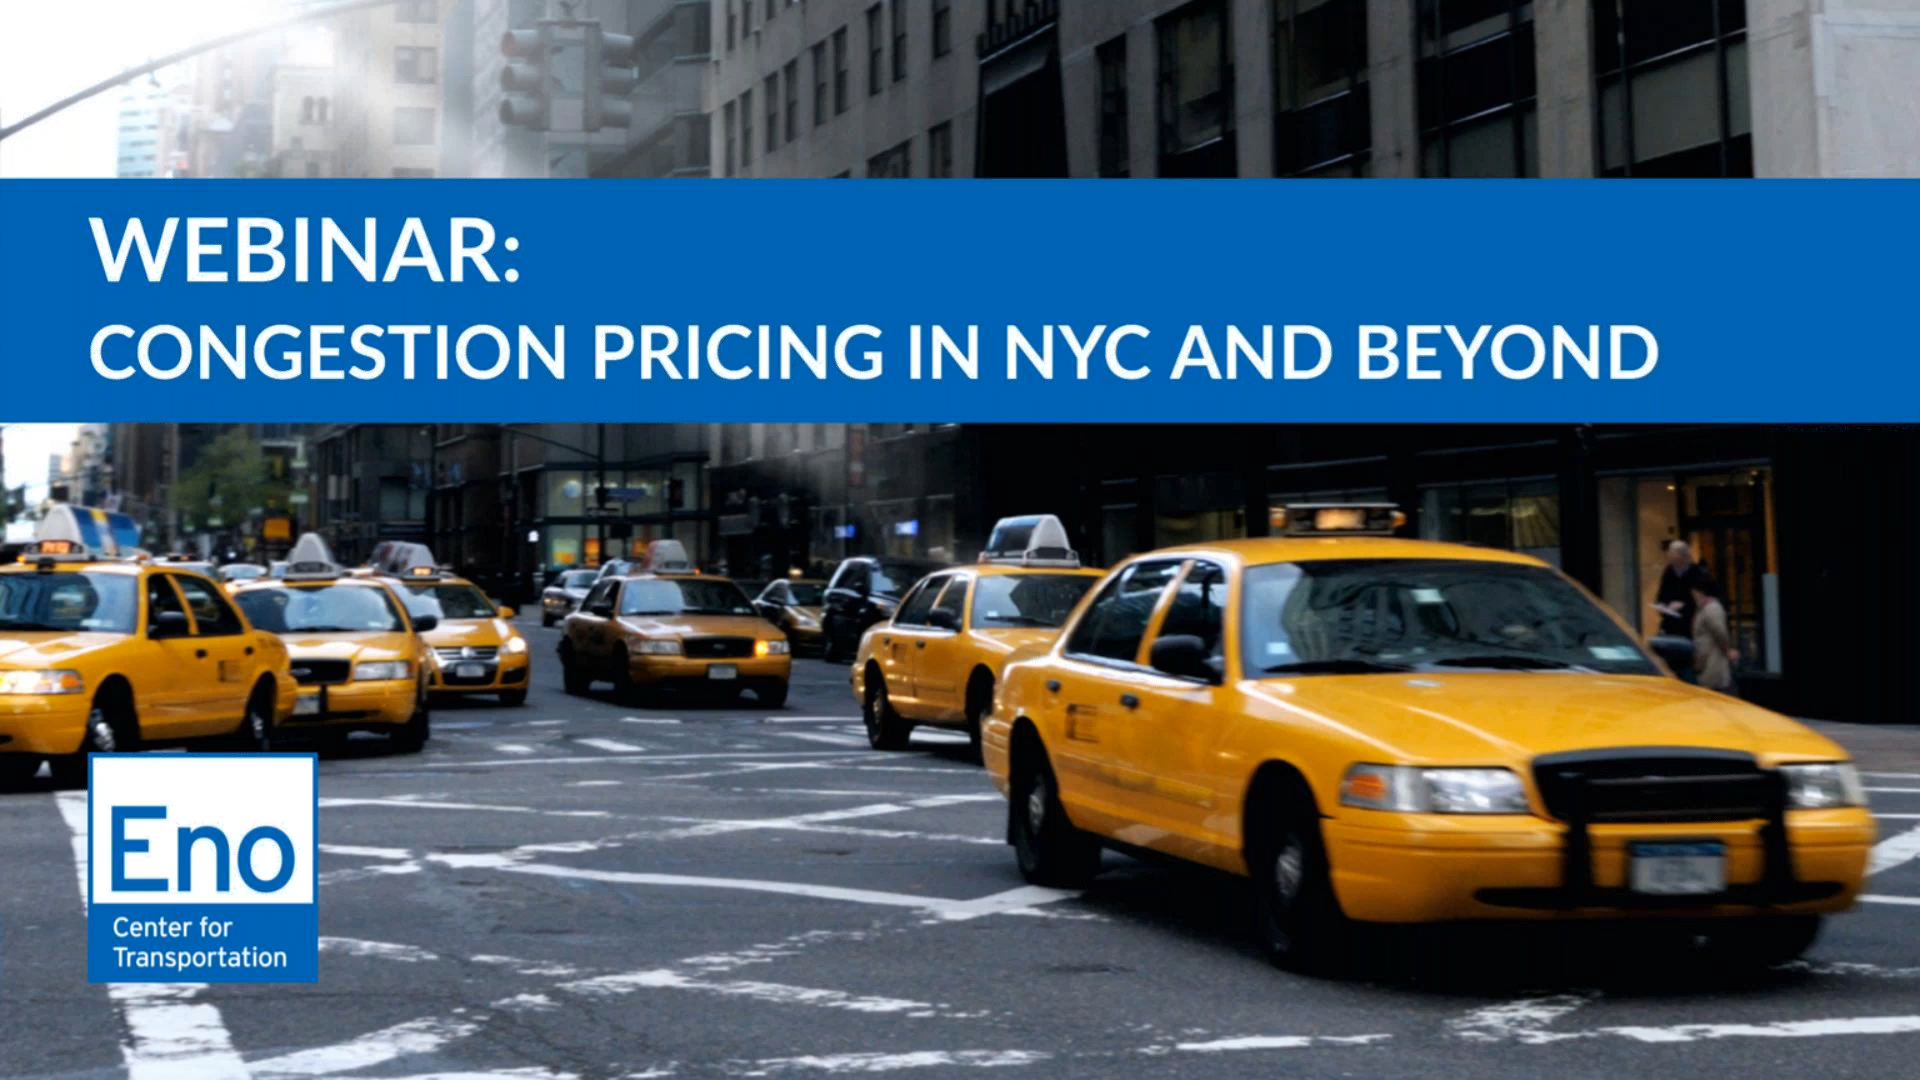 WEBINAR:
CONGESTION PRICING IN NYC AND BEYOND
Eno
Center for
Transportation